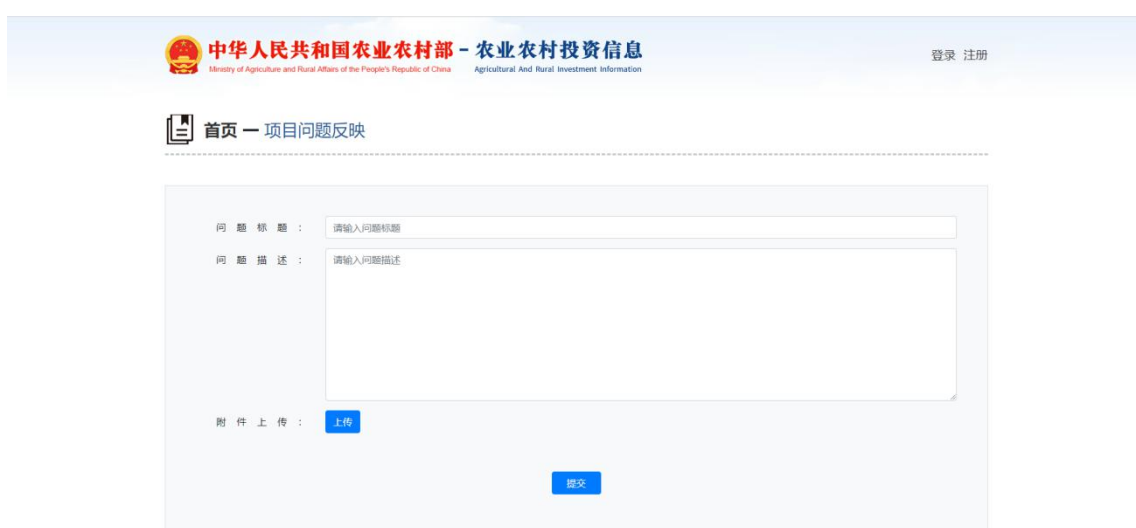 中华人民共和国农业农村部 - 农业农村投资信息
Ministry of Agriculture and Rural Affairs of the People's Republic of China Agricultural And Rural Investment Information
登录 注册
首页 — 项目问题反映
问题标题： 请输入问题标题
问题描述： 请输入问题描述
附件上传： 上传
提交